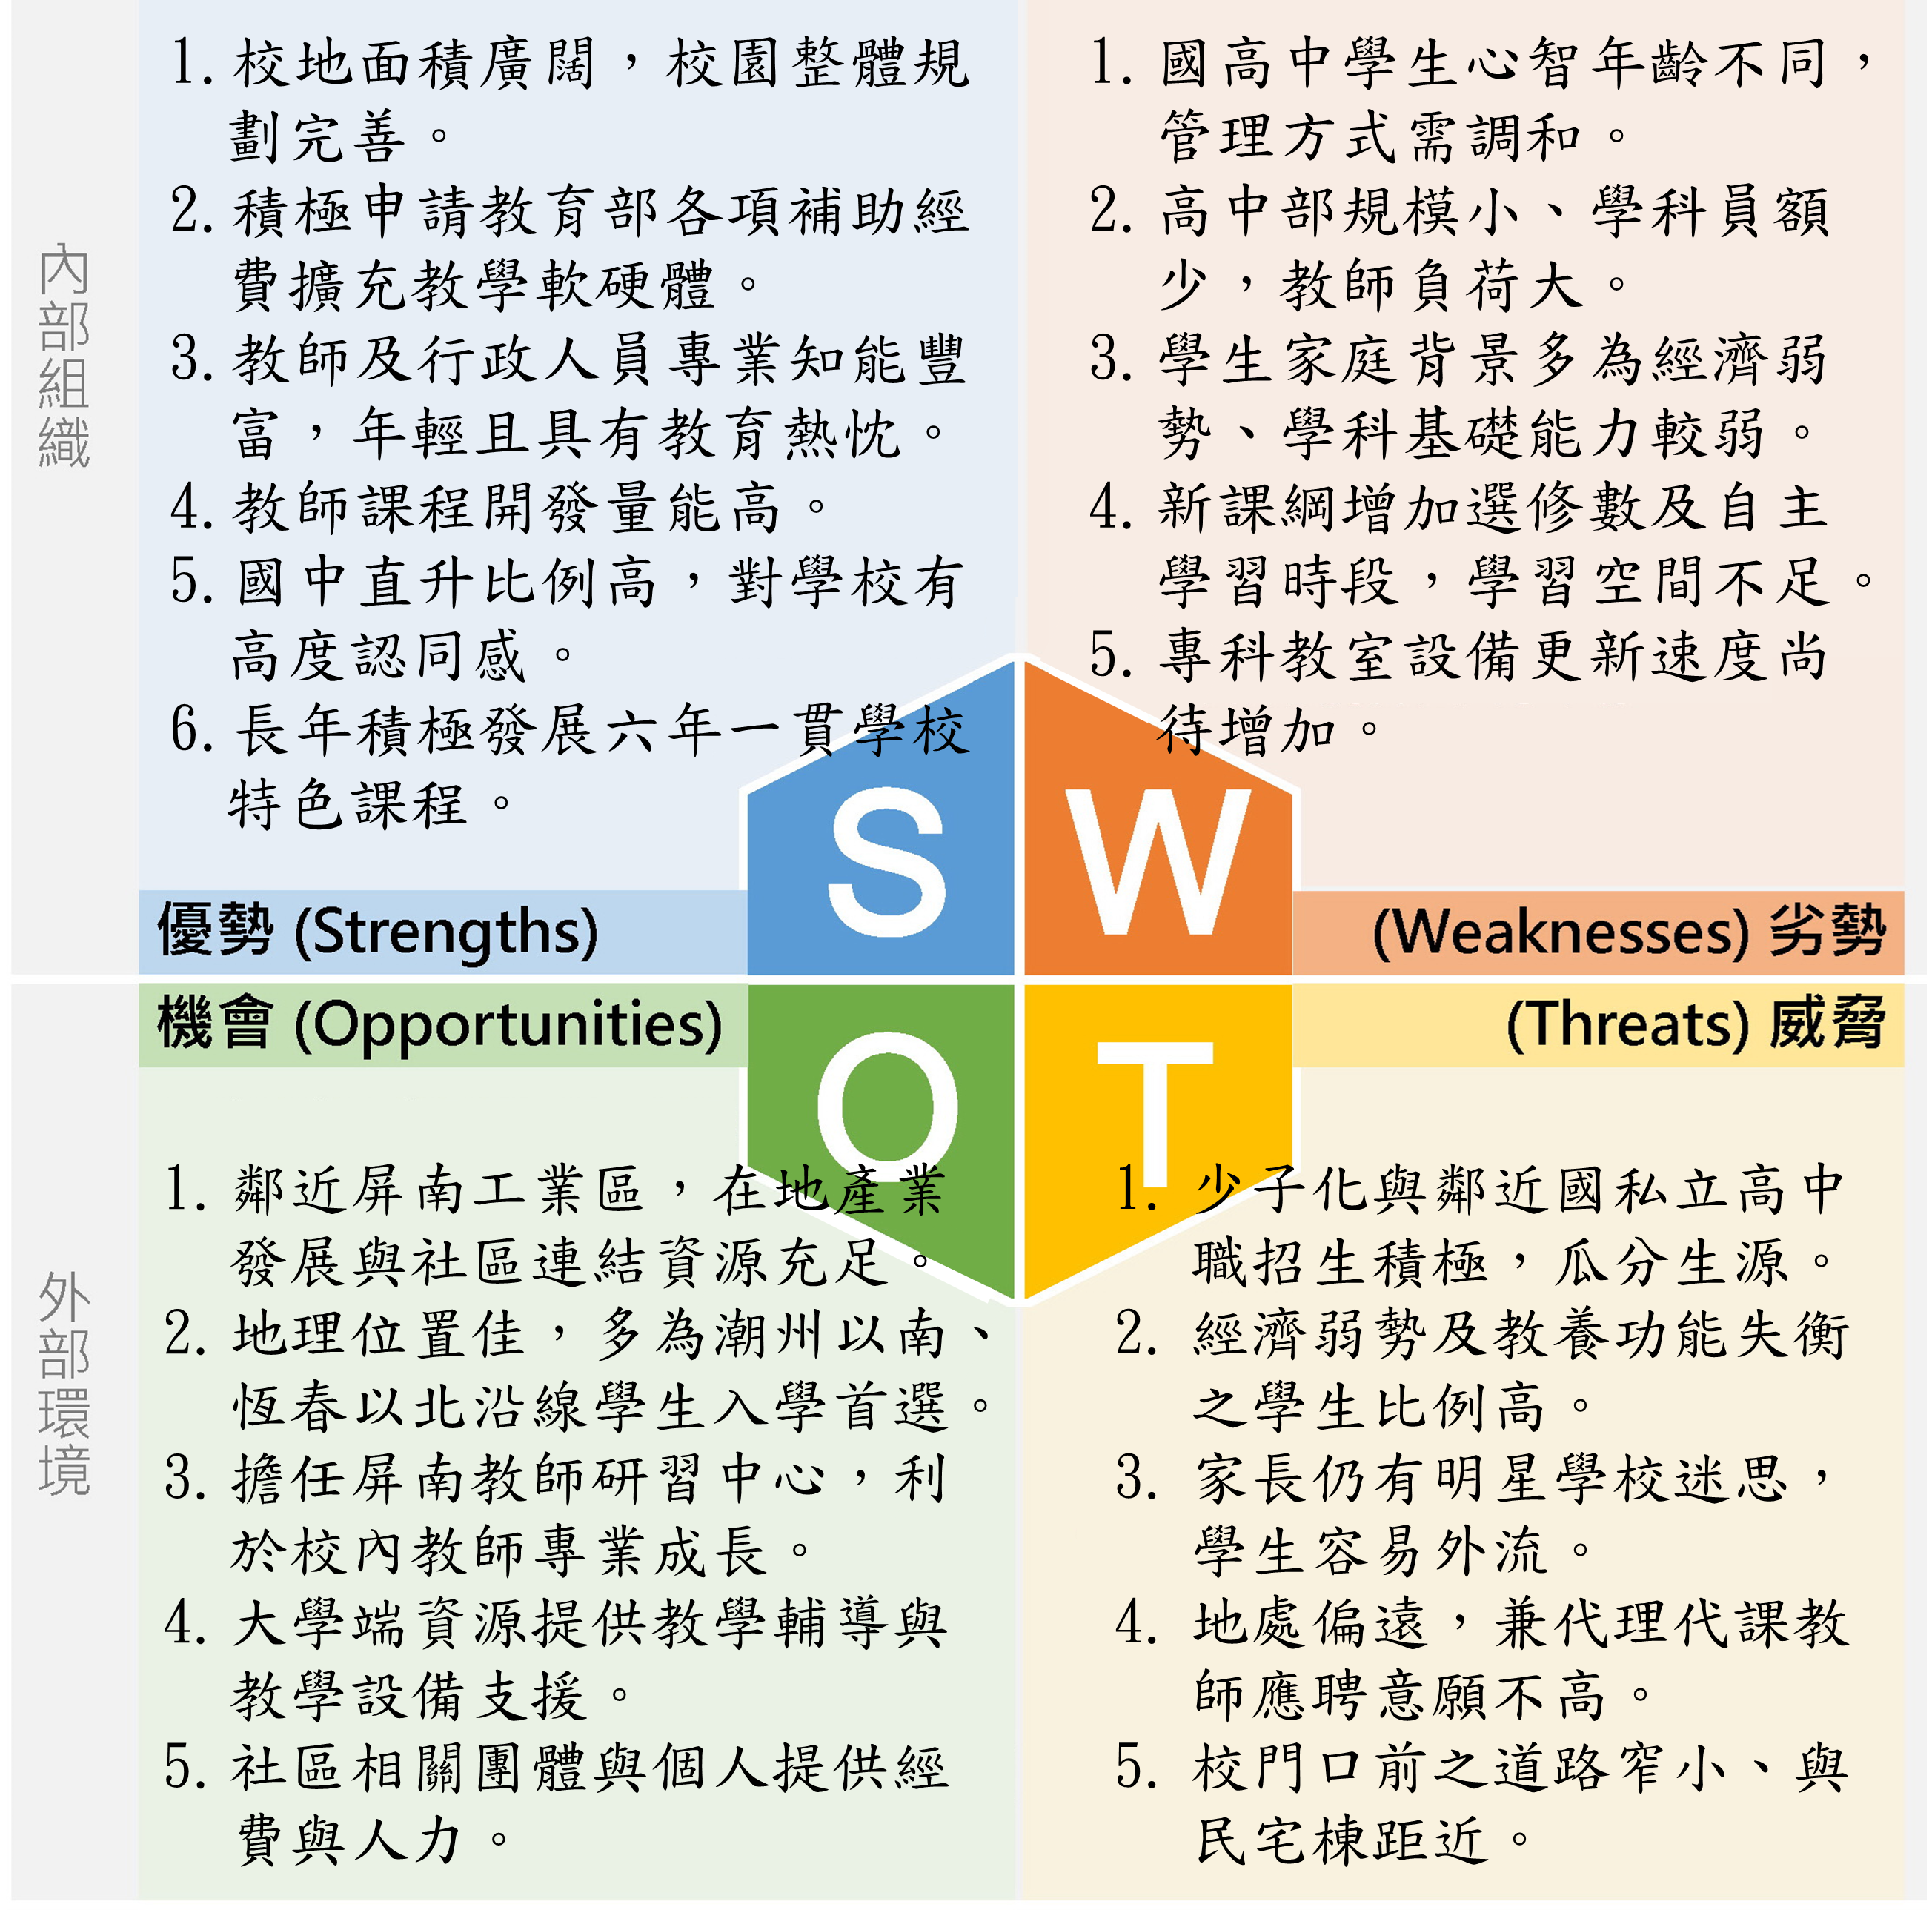 內部組織
1. 校地面積廣闊，校園整體規
劃完善。
2. 積極申請教育部各項補助經
費擴充教學軟硬體。
3. 教師及行政人員專業知能豐
富，年輕且具有教育熱忱。
4. 教師課程開發量能高。
5. 國中直升比例高，對學校有
高度認同感。
6. 長年積極發展六年一貫學校
特色課程。
優勢 (Strengths)
S
1. 國高中學生心智年齡不同，
管理方式需調和。
2. 高中部規模小、學科員額
少，教師負荷大。
3. 學生家庭背景多為經濟弱
勢、學科基礎能力較弱。
4. 新課綱增加選修數及自主
學習時段，學習空間不足。
5. 專科教室設備更新速度尚
待增加。
W
(Weaknesses) 劣勢
外部環境
機會 (Opportunities)
O
1. 鄰近屏南工業區，在地產業
發展與社區連結資源充足。
2. 地理位置佳，多為潮州以南、
恆春以北沿線學生入學首選。
3. 擔任屏南教師研習中心，利
於校內教師專業成長。
4. 大學端資源提供教學輔導與
教學設備支援。
5. 社區相關團體與個人提供經
費與人力。
T
(Threats) 威脅
1. 少子化與鄰近國私立高中
職招生積極，瓜分生源。
2. 經濟弱勢及教養功能失衡
之學生比例高。
3. 家長仍有明星學校迷思，
學生容易外流。
4. 地處偏遠，兼代理代課教
師應聘意願不高。
5. 校門口前之道路窄小、與
民宅棟距近。